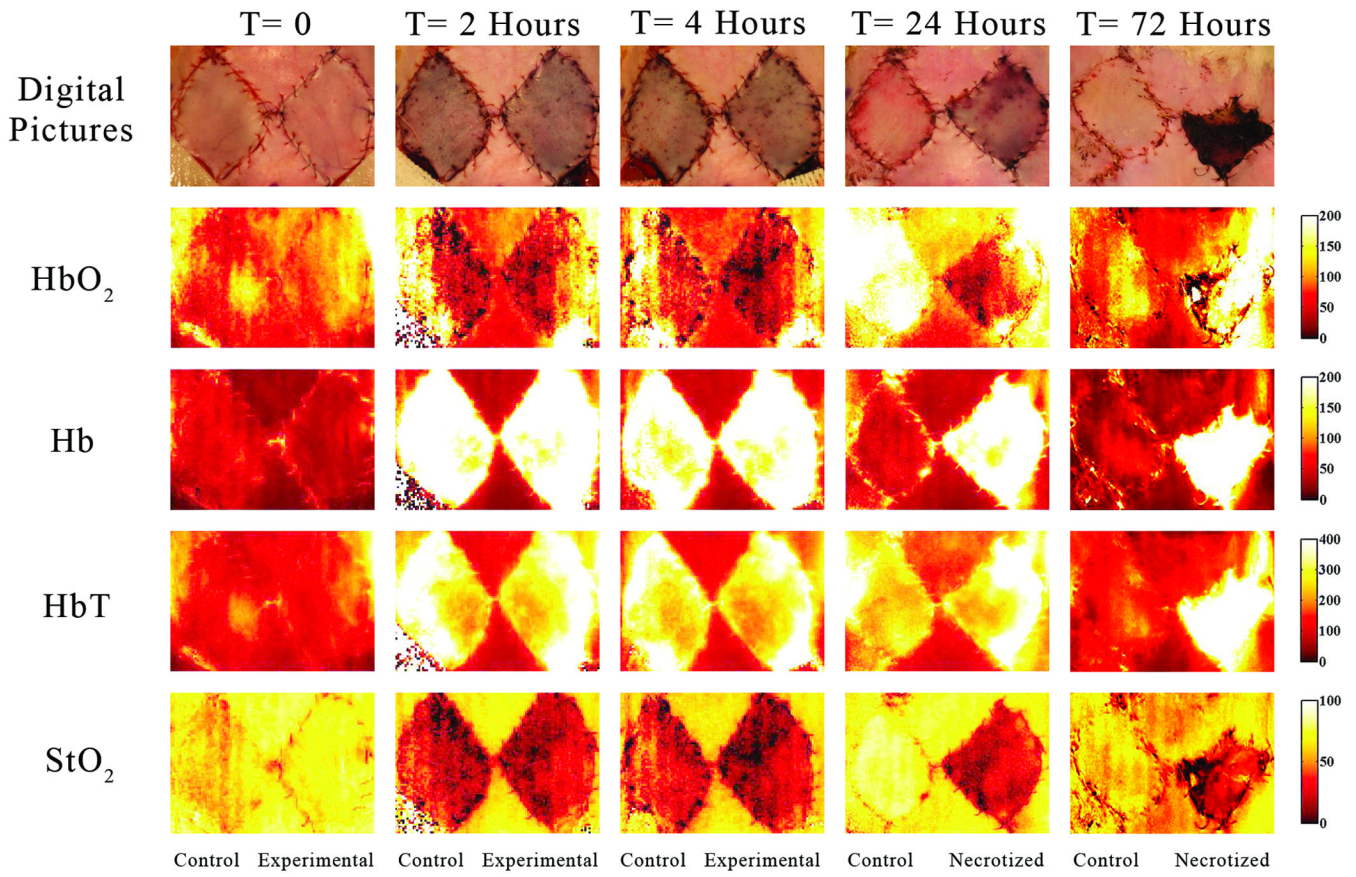 T= 0 T= 2 Hours T= 4 Hours T= 24 Hours T= 72 Hours
Digital
Pictures
HbO₂
200
150
100
50
0
Hb
200
150
100
50
0
HbT
400
300
200
100
0
StO₂
100
50
0
Control Experimental Control Experimental Control Experimental Control Necrotized Control Necrotized